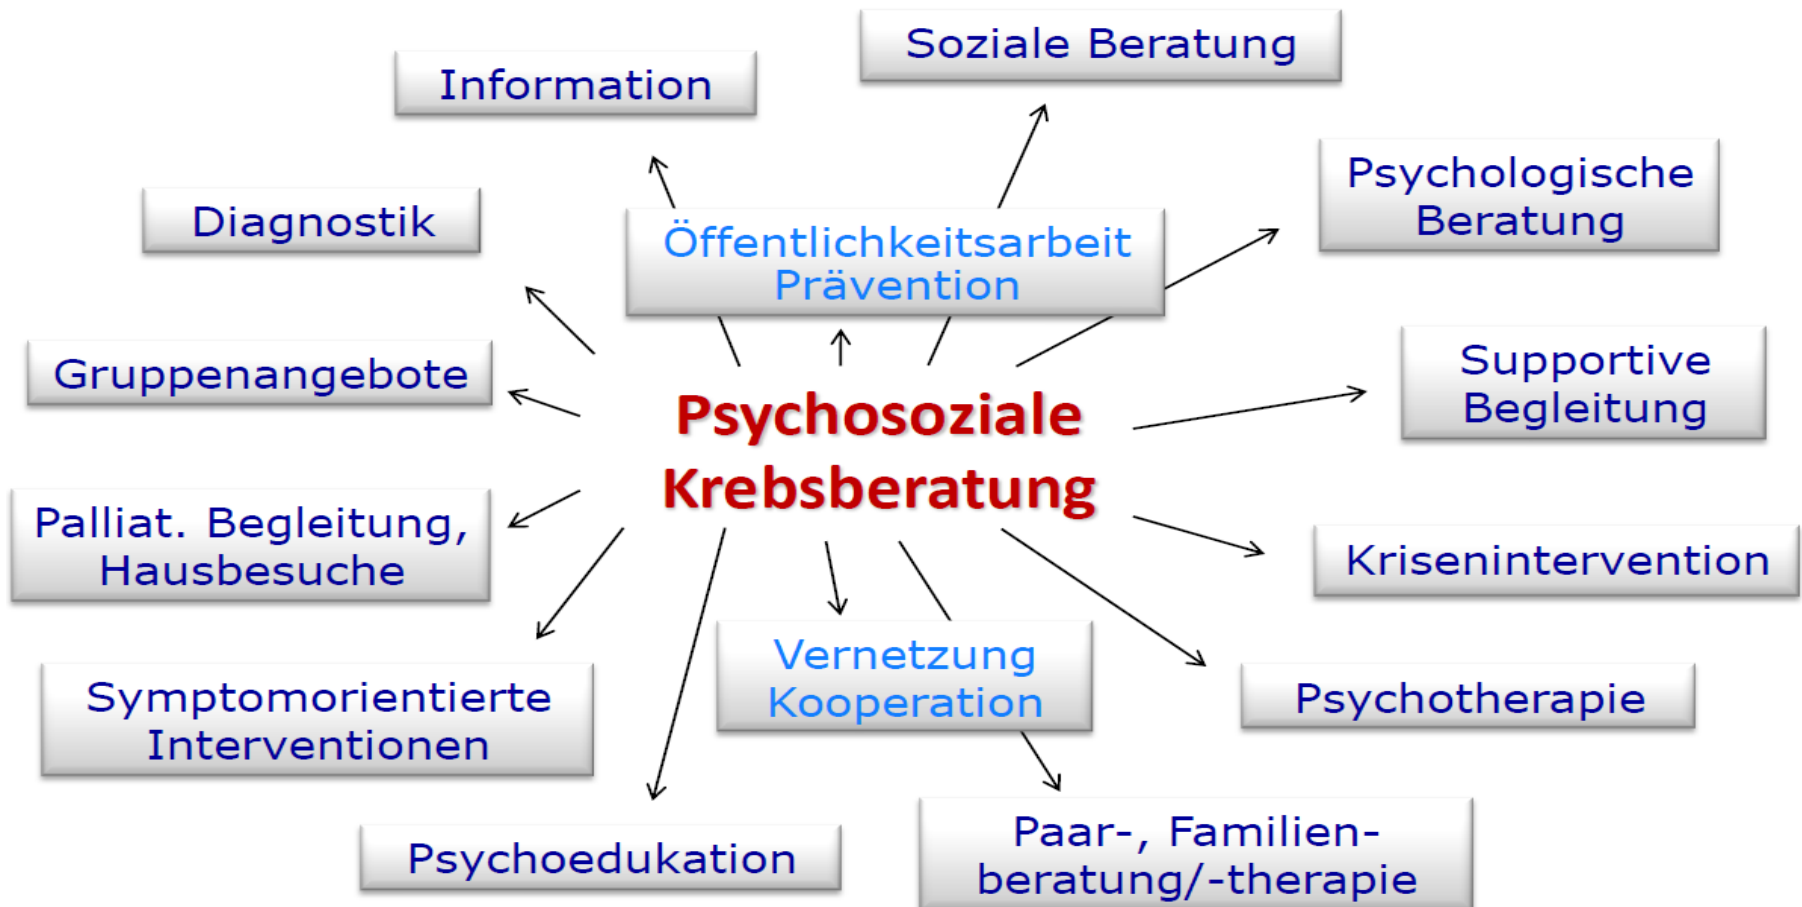 Soziale Beratung
Information
Psychologische
Beratung
Diagnostik
Öffentlichkeitsarbeit
Prävention
Supportive
Begleitung
Gruppenangebote
Psychosoziale
Krebsberatung
Palliat. Begleitung,
Hausbesuche
Krisenintervention
Vernetzung
Kooperation
Symptomorientierte
Interventionen
Psychotherapie
Psychoedukation
Paar-, Familien-
beratung/-therapie